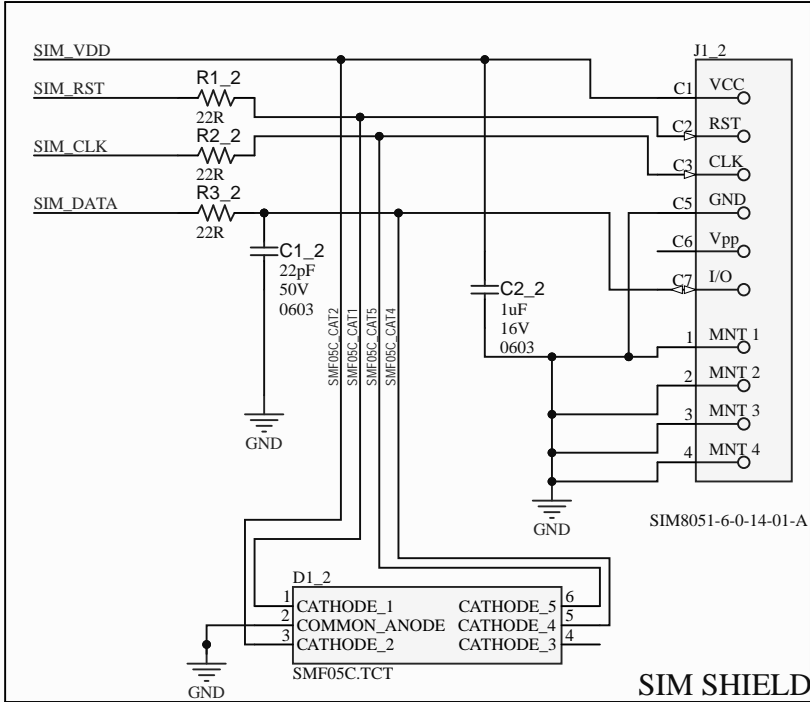 SIM_VDD
J1_2
C1 VCC
SIM_RST
R1_2
22R
C2 RST
SIM_CLK
R2_2
22R
C3 CLK
SIM_DATA
R3_2
22R
C5 GND
C6 Vpp
C7 I/O
C1_2
22pF
50V
0603
GND
C2_2
1uF
16V
0603
SMF05C_CAT2
SMF05C_CAT1
SMF05C_CAT5
SMF05C_CAT4
1 MNT 1
2 MNT 2
3 MNT 3
4 MNT 4
GND
SIM8051-6-0-14-01-A
D1_2
1 CATHODE_1 CATHODE_5 6
2 COMMON_ANODE CATHODE_4 5
3 CATHODE_2 CATHODE_3 4
SMF05C.TCT
GND
SIM SHIELD